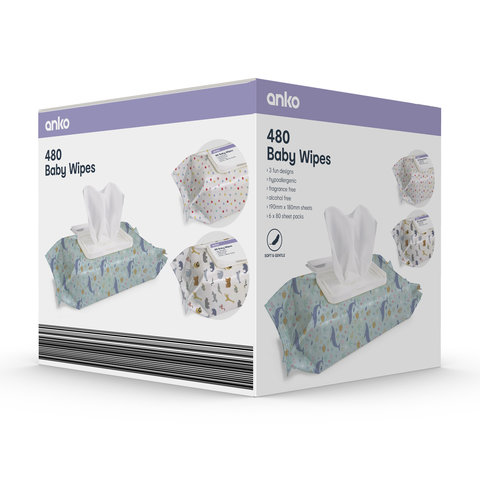 anko
480
Baby Wipes
anko
480
Baby Wipes
› 3 fun designs
› hypoallergenic
› fragrance free
› alcohol free
› 190mm x 180mm sheets
› 6 x 80 sheet packs
SOFT & GENTLE